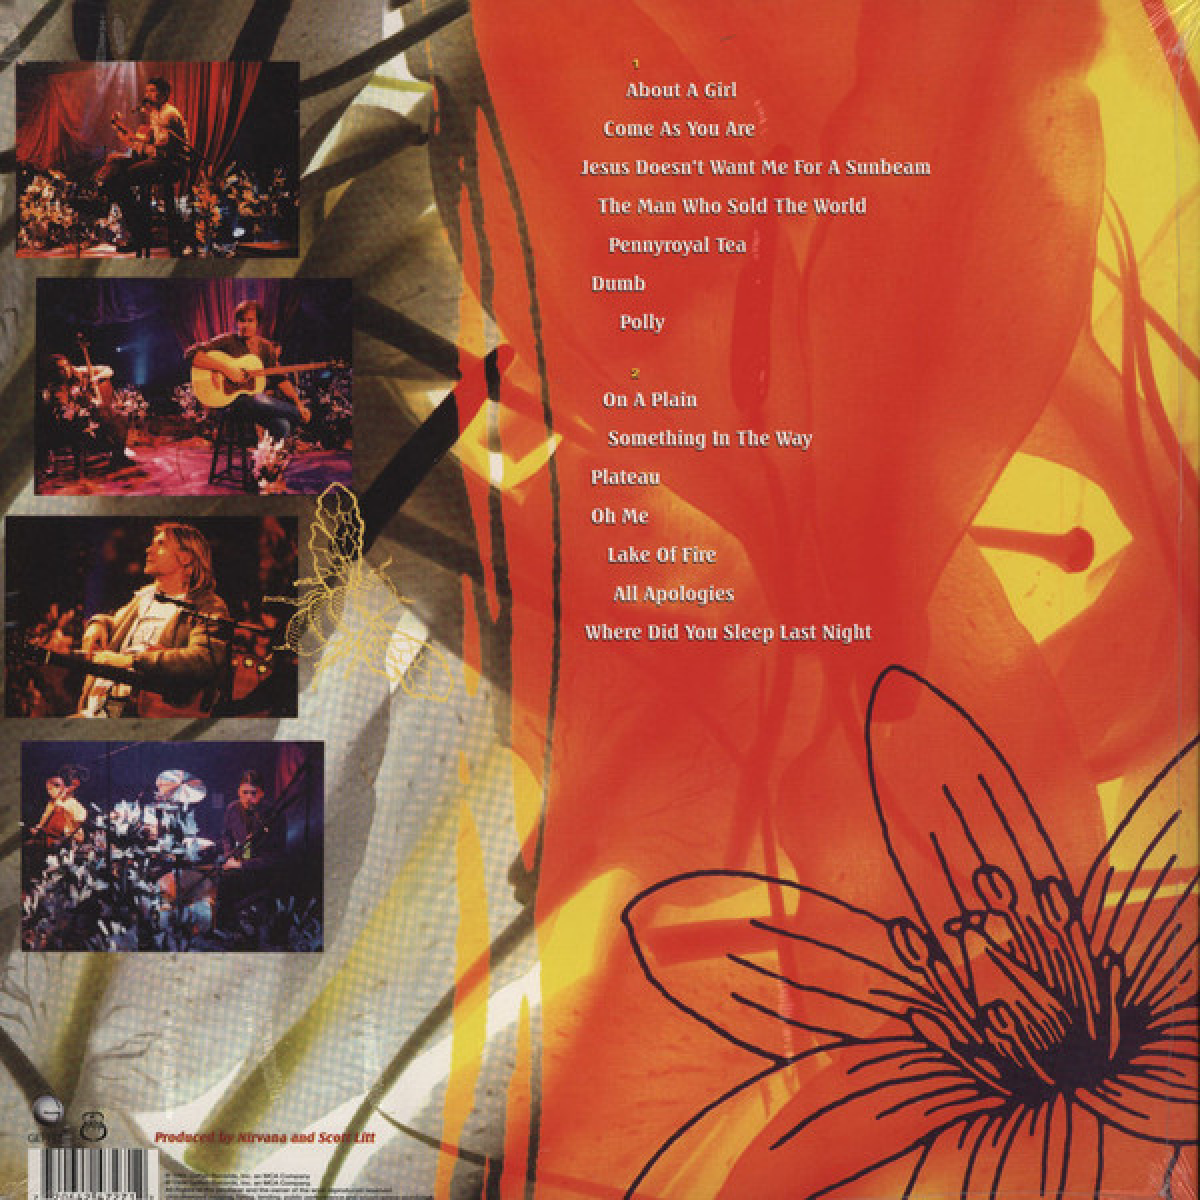 1
About A Girl
Come As You Are
Jesus Doesn't Want Me For A Sunbeam
The Man Who Sold The World
Pennyroyal Tea
Dumb
Polly
2
On A Plain
Something In The Way
Plateau
Oh Me
Lake Of Fire
All Apologies
Where Did You Sleep Last Night
Produced by Nirvana and Scott Litt